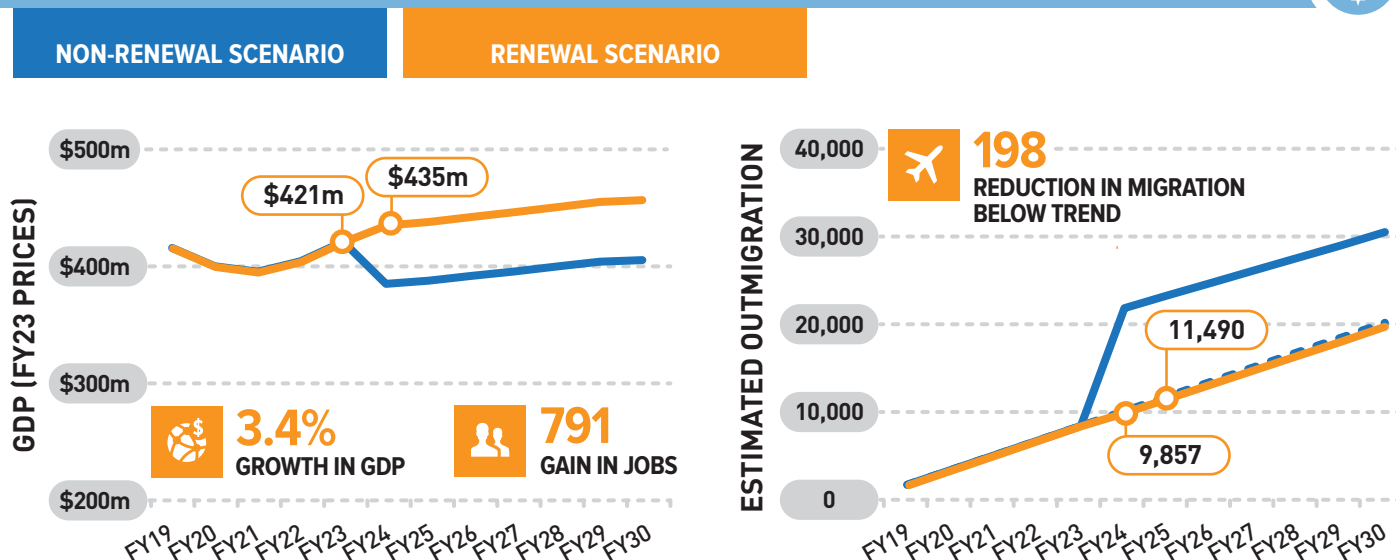 NON-RENEWAL SCENARIO
RENEWAL SCENARIO
GDP (FY23 PRICES)
$500m
$400m
$300m
$200m
$421m
$435m
$
3.4%
GROWTH IN GDP
791
GAIN IN JOBS
FY19 FY20 FY21 FY22 FY23 FY24 FY25 FY26 FY27 FY28 FY29 FY30
ESTIMATED OUTMIGRATION
40,000
30,000
20,000
10,000
0
198
REDUCTION IN MIGRATION
BELOW TREND
11,490
9,857
FY19 FY20 FY21 FY22 FY23 FY24 FY25 FY26 FY27 FY28 FY29 FY30